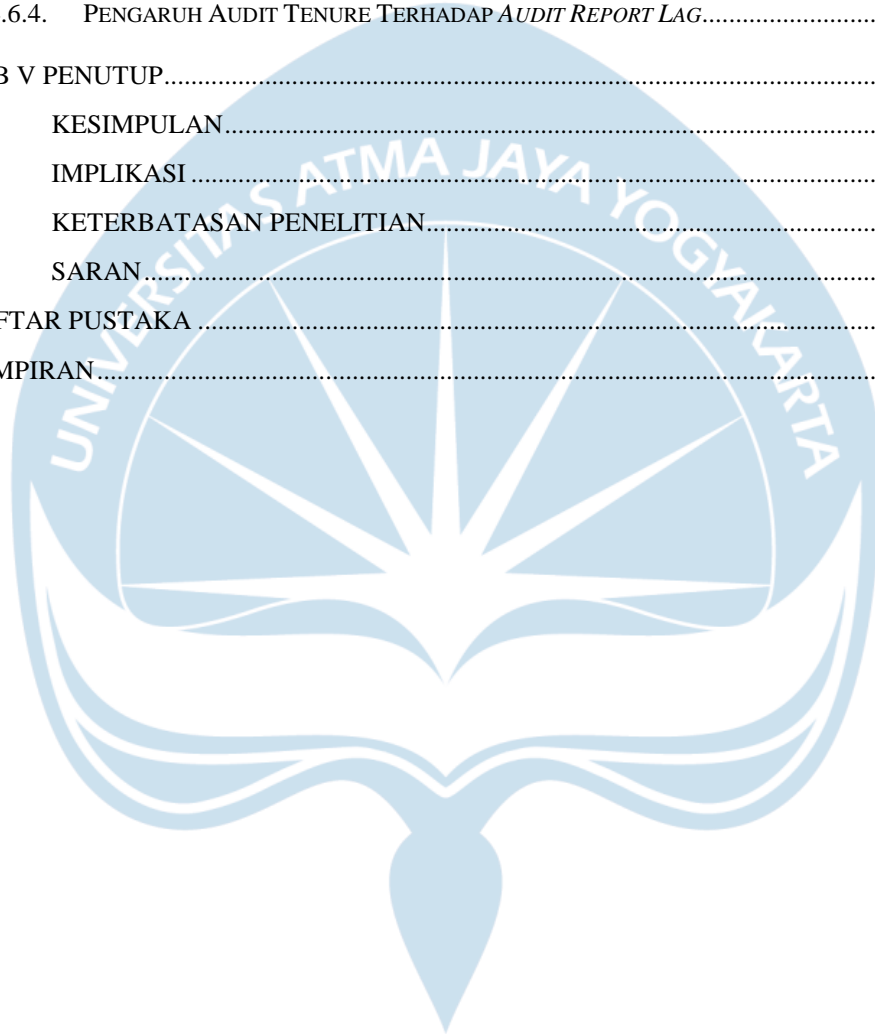 .6.4. PENGARUH AUDIT TENURE TERHADAP AUDIT REPORT LAG
B V PENUTUP
KESIMPULAN
IMPLIKASI
KETERBATASAN PENELITIAN
SARAN
FTAR PUSTAKA
MPIRAN
UNIVERSITAS ATMA JAYA YOGYAKARTA